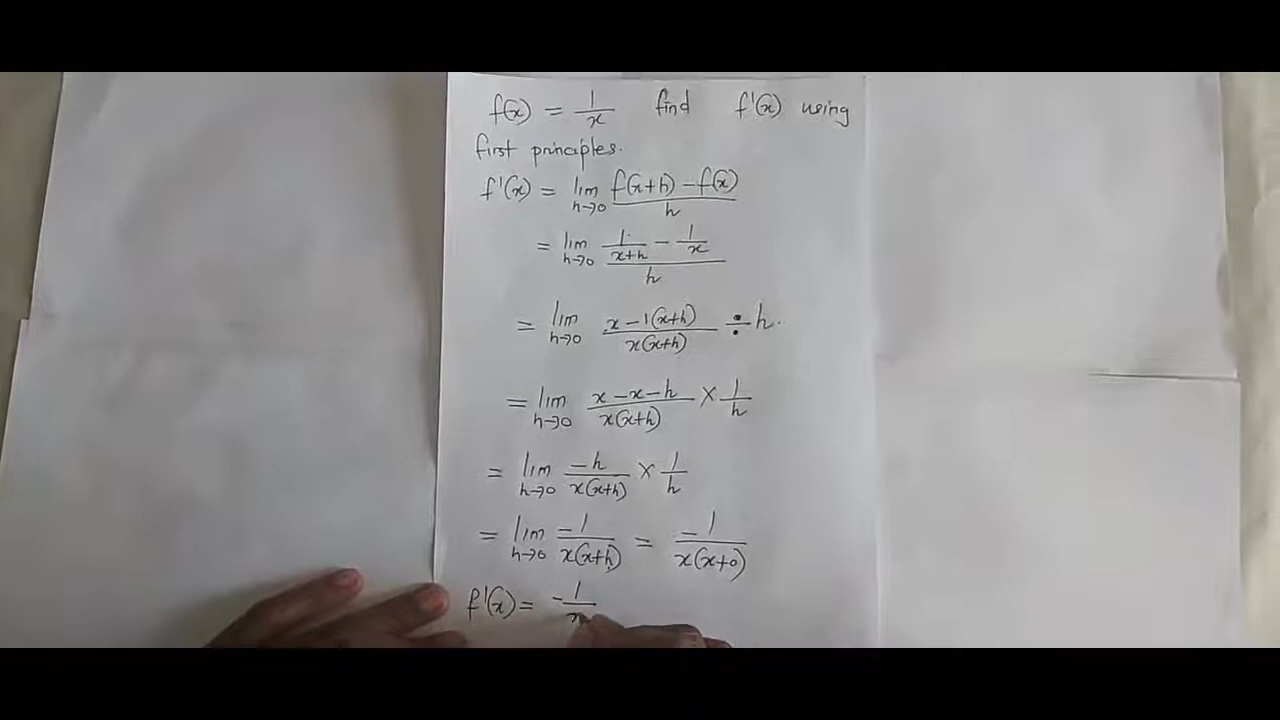 f(x) = 1/x find f'(x) using
first principles.
f'(x) = lim h→0 f(x+h) - f(x) / h
= lim h→0 1/x+h - 1/x / h
= lim h→0 x - 1(x+h) / x(x+h) ÷ h
= lim h→0 x - x - h / x(x+h) × 1/h
= lim h→0 -h / x(x+h) × 1/h
= lim h→0 -1 / x(x+h) = -1 / x(x+0)
f'(x) = -1/x